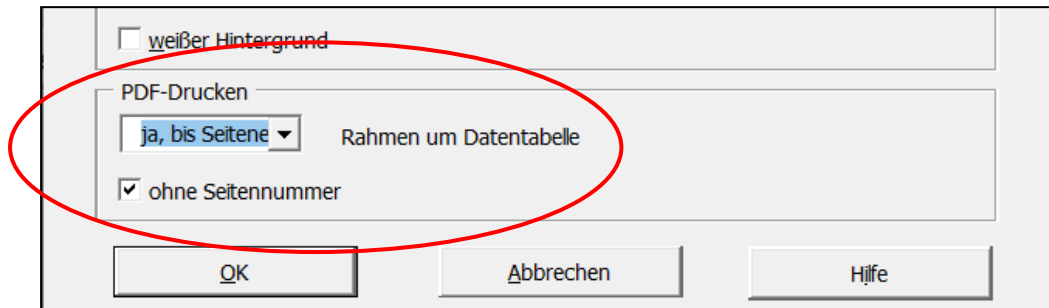 weißer Hintergrund
PDF-Drucken
ja, bis Seitene
Rahmen um Datentabelle
ohne Seitennummer
OK Abbrechen Hilfe